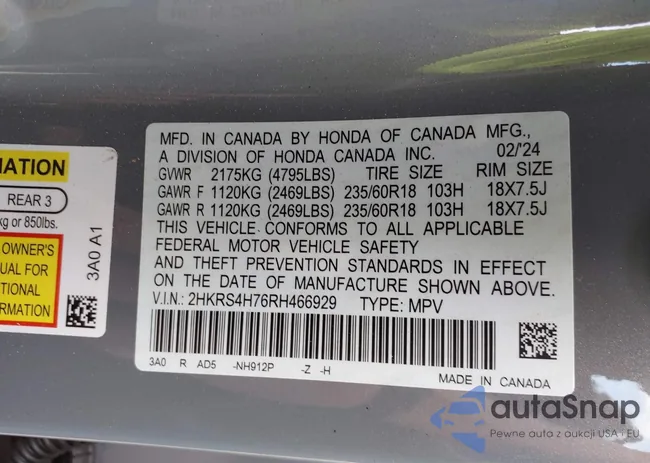 MFD. IN CANADA BY HONDA OF CANADA MFG.,
A DIVISION OF HONDA CANADA INC. 02/'24
GVWR 2175KG (4795LBS) TIRE SIZE RIM SIZE
GAWR F 1120KG (2469LBS) 235/60R18 103H 18X7.5J
GAWR R 1120KG (2469LBS) 235/60R18 103H 18X7.5J
THIS VEHICLE CONFORMS TO ALL APPLICABLE
FEDERAL MOTOR VEHICLE SAFETY
AND THEFT PREVENTION STANDARDS IN EFFECT
ON THE DATE OF MANUFACTURE SHOWN ABOVE.
V.I.N.: 2HKRS4H76RH466929 TYPE: MPV
3A0 R AD5 -NH912P -Z -H
MADE IN CANADA
MATION
REAR 3
kg or 850lbs.
OWNER'S
UAL FOR
TIONAL
FORMATION
3A0 A1
autaSnap
Pewne auta z aukcji USA i EU